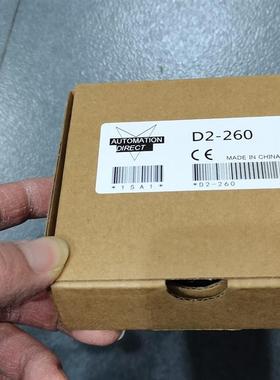 AUTOMATION
DIRECT
D2-260
CE MADE IN CHINA
*15A1*
*D2-260